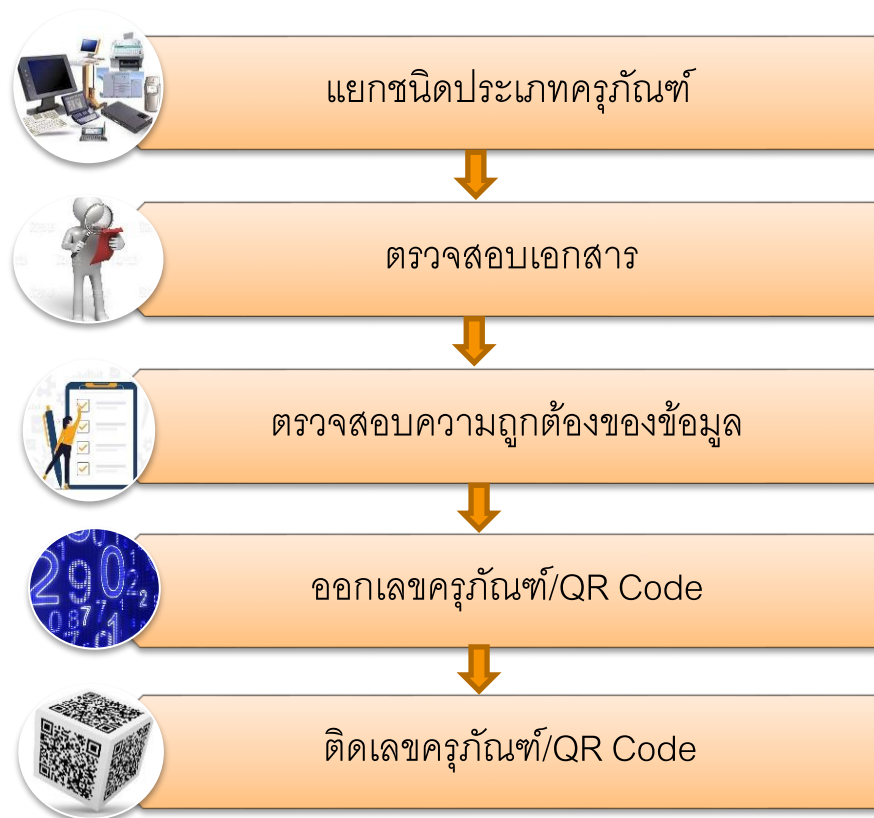 แยกชนิดประเภทครุภัณฑ์
ตรวจสอบเอกสาร
ตรวจสอบความถูกต้องของข้อมูล
ออกเลขครุภัณฑ์/QR Code
ติดเลขครุภัณฑ์/QR Code